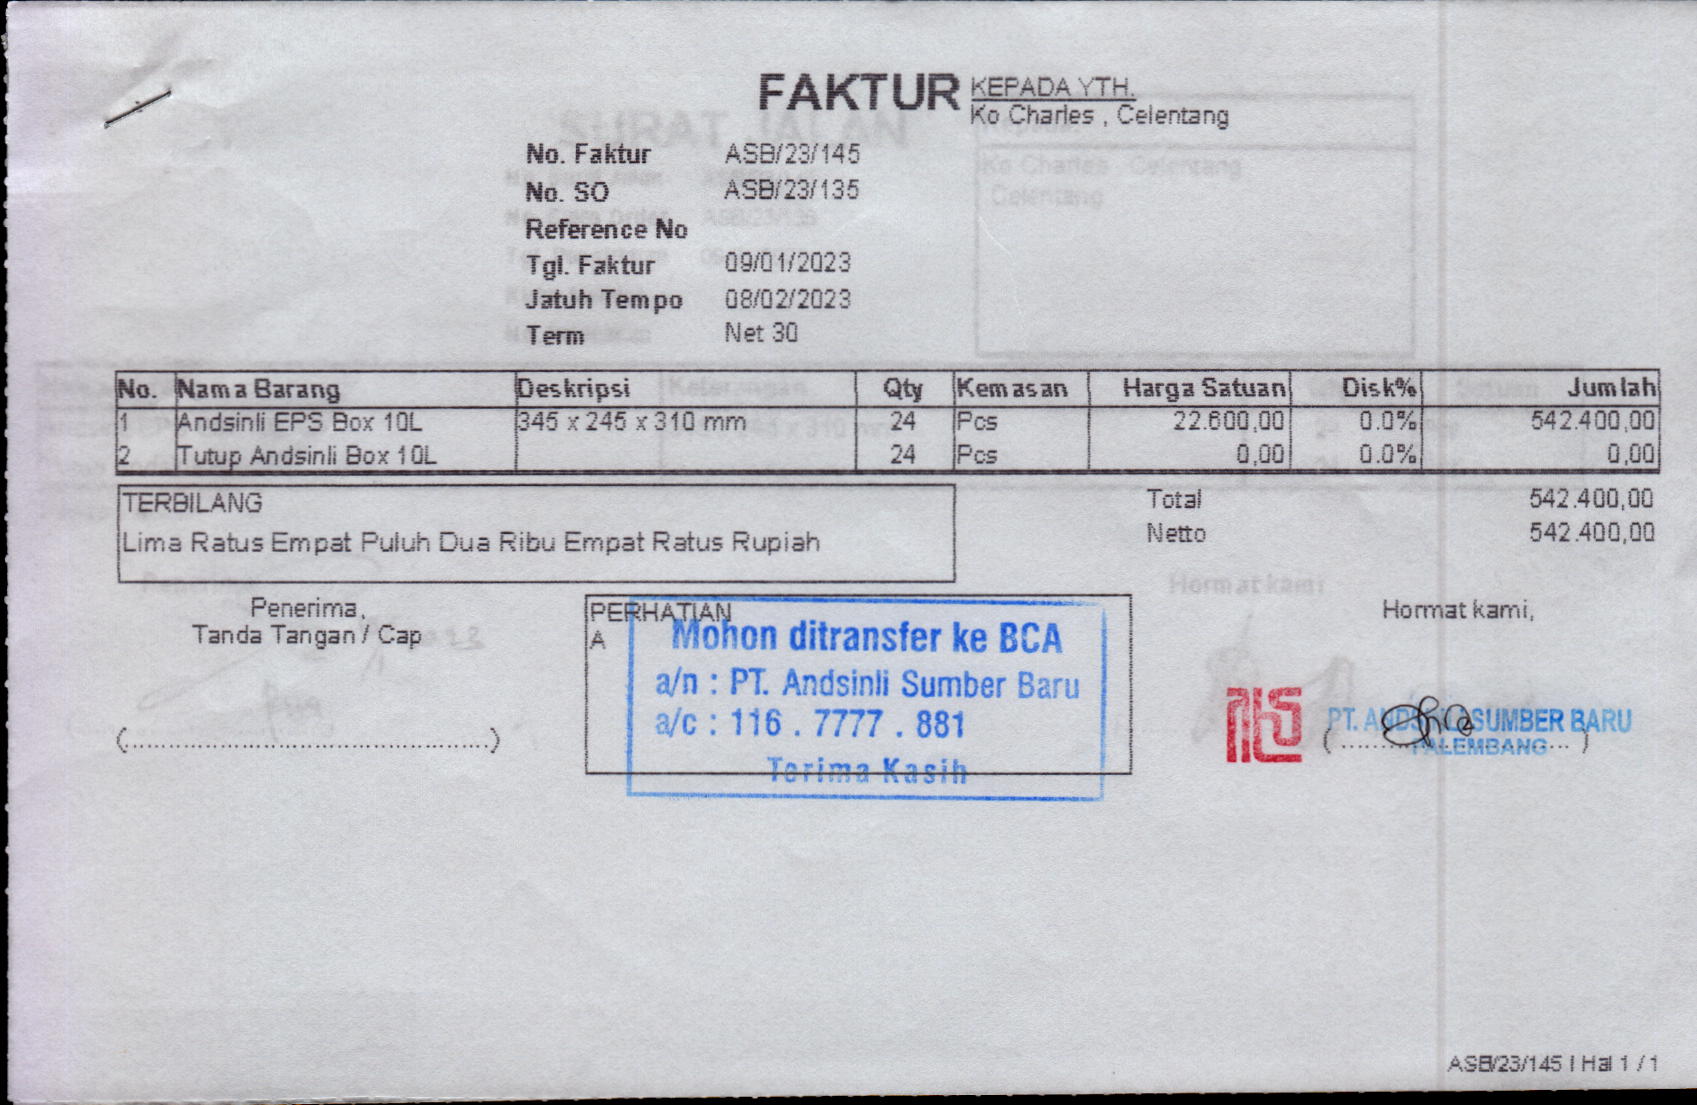 FAKTUR
KEPADA YTH.
Ko Charles , Celentang
No. Faktur ASB/23/145
No. SO ASB/23/135
Reference No
Tgl. Faktur 09/01/2023
Jatuh Tempo 08/02/2023
Term Net 30
No. Nama Barang Deskripsi Qty Kemasan Harga Satuan Disk% Jumlah
1 Andsinli EPS Box 10L 345 x 245 x 310 mm 24 Pcs 22.600,00 0.0% 542.400,00
2 Tutup Andsinli Box 10L 24 Pcs 0,00 0.0% 0,00
TERBILANG
Lima Ratus Empat Puluh Dua Ribu Empat Ratus Rupiah
Total 542.400,00
Netto 542.400,00
Penerima,
Tanda Tangan / Cap
(..........................................)
PERHATIAN
A
Mohon ditransfer ke BCA
a/n : PT. Andsinli Sumber Baru
a/c : 116 . 7777 . 881
Terima Kasih
Hormat kami,
PT. ANDSINLI SUMBER BARU
PALEMBANG
ASB/23/145 | Hal 1 / 1